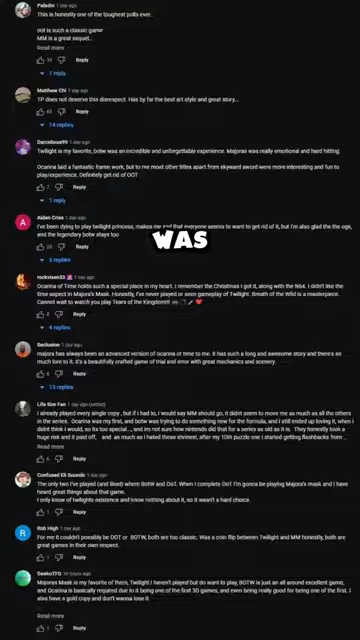 Paladin 1 day ago
This is honestly one of the toughest polls ever.
oot is such a classic game
MM is a great sequel...
Read more
Reply
1 reply
Matthew Chi 1 day ago
TP does not deserve this disrespect. Has by far the best art style and great story...
Reply
14 replies
Darcidious99 1 day ago
Twilight is my favorite, botw was an incredible and unforgettable experience. Majoras was really emotional and hard hitting.
Ocarina laid a fantastic frame work, but to me most other titles apart from skyward sword were more interesting and fun to
play/experience. Definitely get rid of OOT
7 Reply
1 reply
A
Aiden Criss 1 day ago
I've been dying to play twilight princess, makes me sad that everyone seems to want to get rid of it, but I'm also glad the the ogs,
and the legendary botw stays too
WAS
Reply
5 replies
rockvixen33 1 day ago
Ocarina of Time holds such a special place in my heart. I remember the Christmas I got it, along with the N64. I didn't like the
time aspect in Majora's Mask. Honestly, I've never played or seen gameplay of Twilight. Breath of the Wild is a masterpiece.
Cannot wait to watch you play Tears of the Kingdom!!!
Reply
4 replies
1 day ago
majora has always been an advanced version of ocarina or time to me. it has such a long and awesome story and there's so
much lore to it. it's a beautifully crafted game of trial and error with great mechanics and scenery.
Reply
13 replies
Life Sim Fan 1 day ago (edited)
I already played every single copy, but if i had to, i would say MM should go, it didnt seem to move me as much as all the others
in the series. Ocarina was my first, and botw was trying to do something new for the formula, and i still ended up loving it, when
i didnt think i would, so its too special.., and im not sure how nintendo did that for a series as old as it is. They honestly took a
huge risk and it paid off, and as much as i hated those shrines!, after my 10th puzzle one i started getting flashbacks from...
Read more
6 Reply
Confused Eli Sounds 1 day ago
The only two I've played (and liked) where BotW and OoT. When I complete OoT I'm gonna be playing Majora's mask and I have
heard great things about that game.
I only know of twilights existence and know nothing about it, so it wasn't a hard choice.
1 Reply
R
Rob High 1 day ago
For me it couldn't possibly be OOT or BOTW, both are too classic. Was a coin flip between Twilight and MM honestly, both are
great games in their own respect.
1 Reply
GeekoTFG
Majoras Mask is my favorite of them, Twilight I haven't played but do want to play, BOTW is just an all around excellent game,
and Ocarina is basically required due to it being one of the first 3D games, and even being really good for being one of the first. I
also have a gold copy and don't wanna lose it.
...
Read more
1 Reply